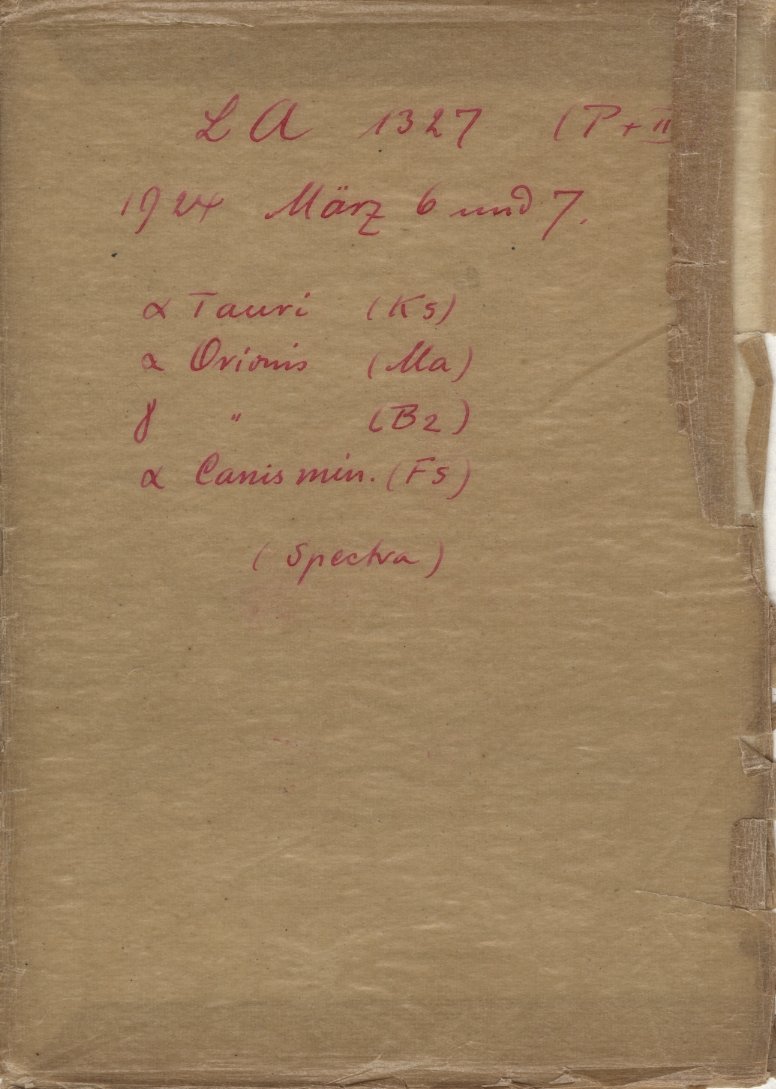 LA 1327 (P+II
1924 März 6 und 7.
α Tauri (K5)
α Orionis (Ma)
γ " (B2)
α Canis min. (F5)
(Spectra)